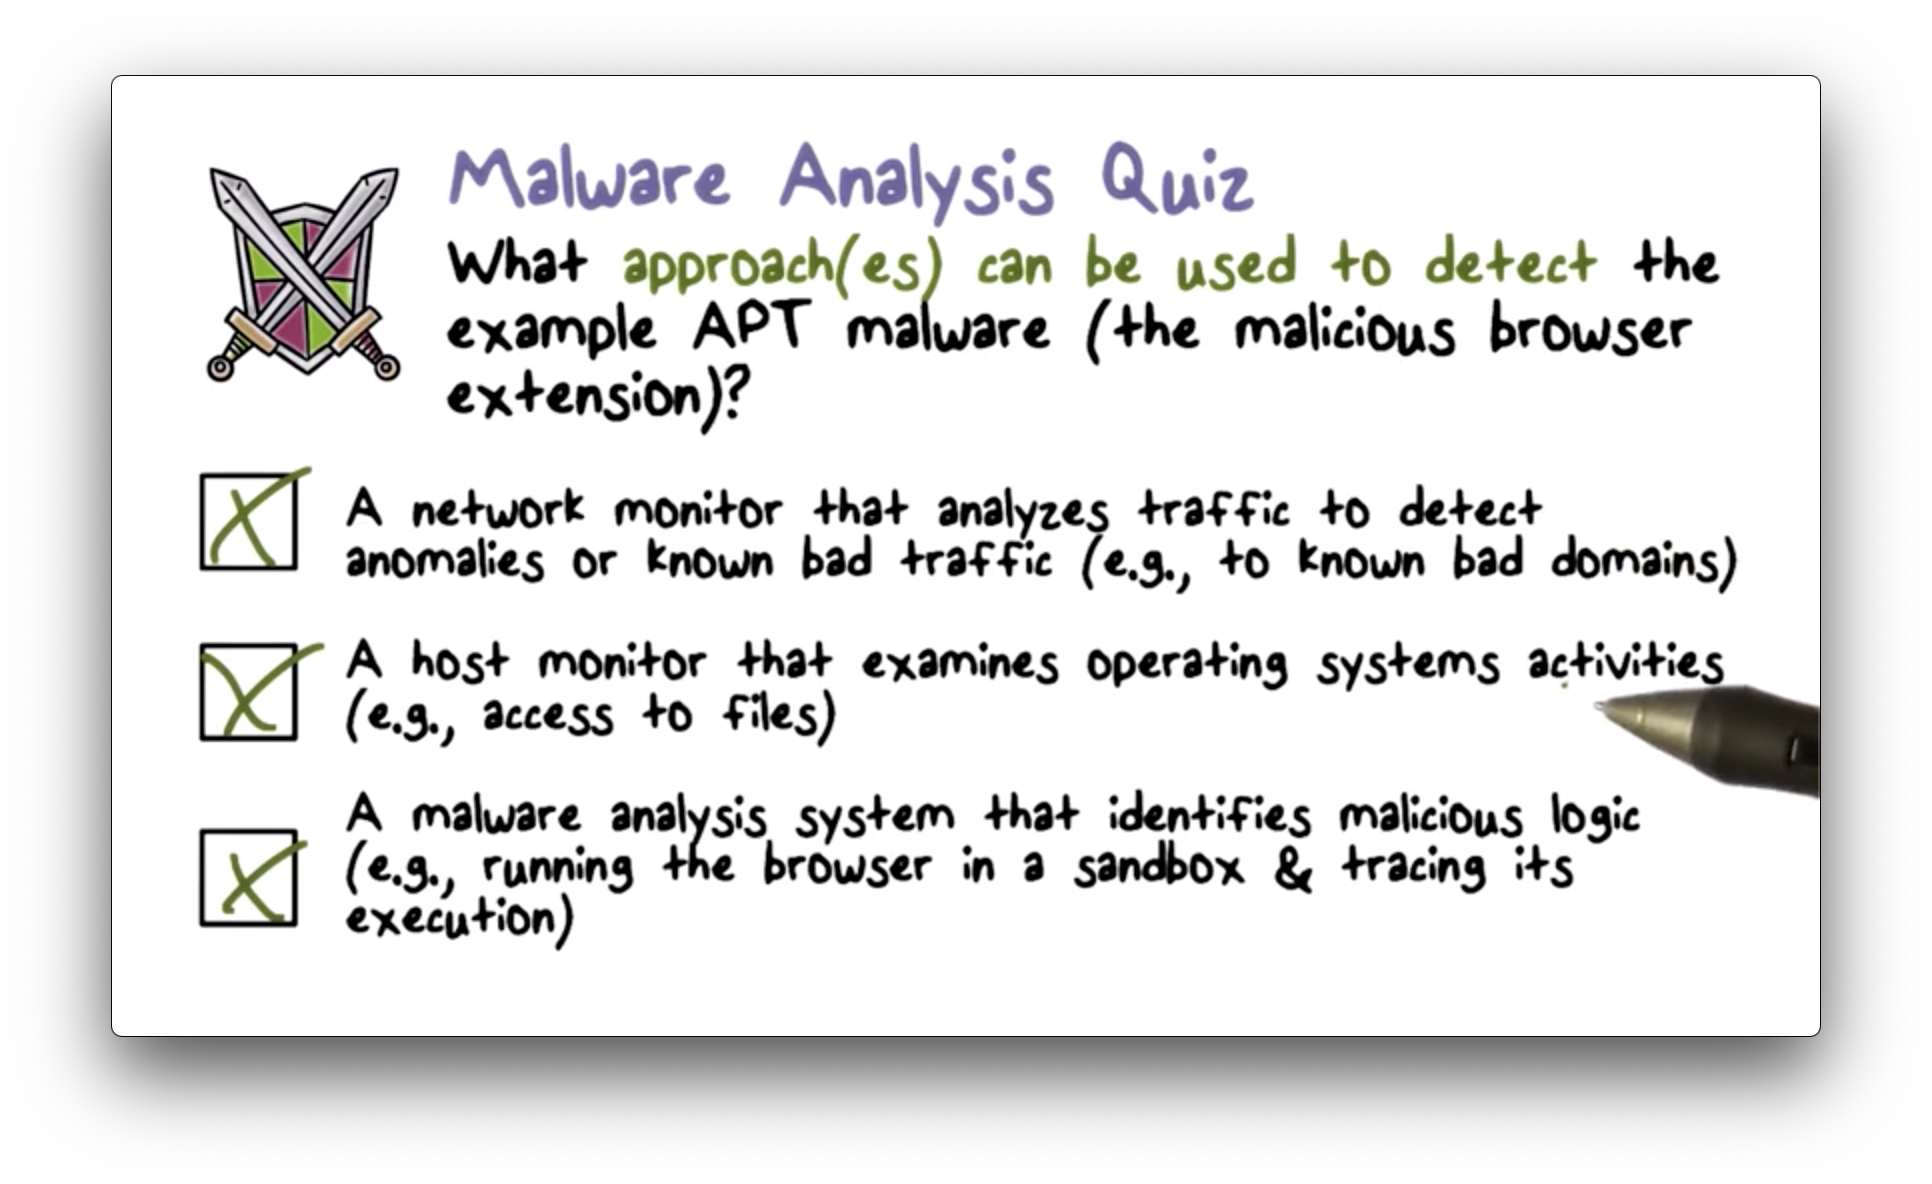 Malware Analysis Quiz
What approach(es) can be used to detect the
example APT malware (the malicious browser
extension)?
A network monitor that analyzes traffic to detect
anomalies or known bad traffic (e.g., to known bad domains)
A host monitor that examines operating systems activities
(e.g., access to files)
A malware analysis system that identifies malicious logic
(e.g., running the browser in a sandbox & tracing its
execution)